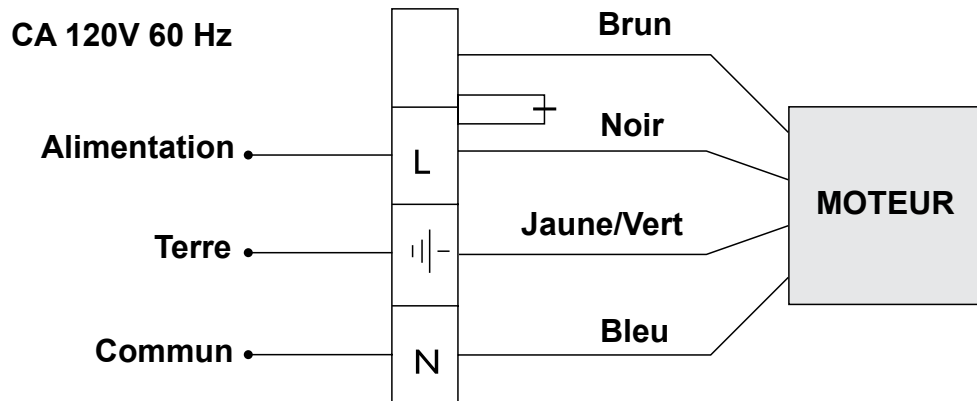 CA 120V 60 Hz
Brun
Noir
Alimentation
L
MOTEUR
Jaune/Vert
Terre
Bleu
Commun
N